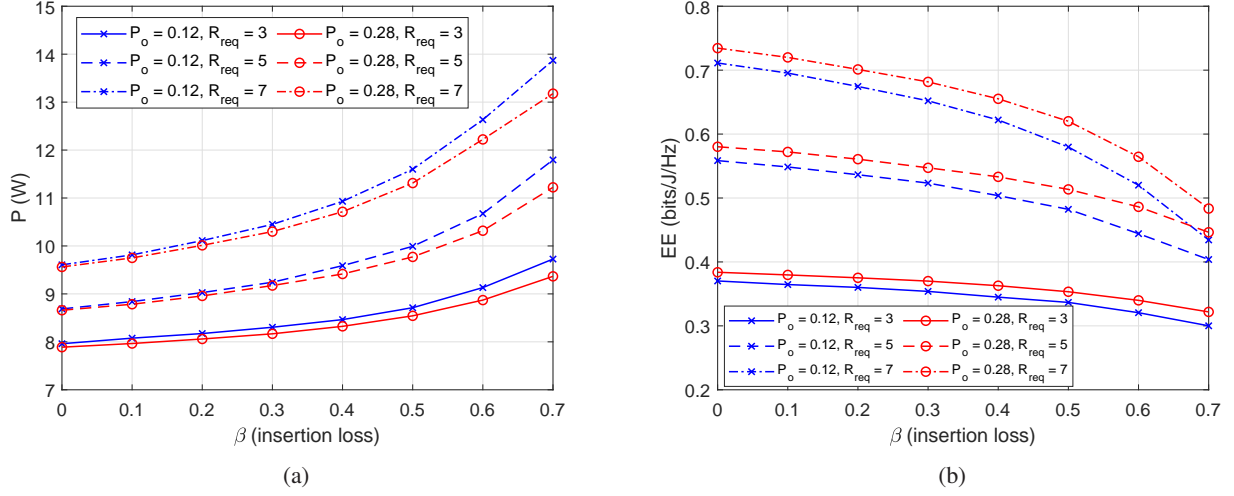 15
14
13
12
11
10
9
8
7
P (W)
P_o = 0.12, R_req = 3
P_o = 0.28, R_req = 3
P_o = 0.12, R_req = 5
P_o = 0.28, R_req = 5
P_o = 0.12, R_req = 7
P_o = 0.28, R_req = 7
0 0.1 0.2 0.3 0.4 0.5 0.6 0.7
β (insertion loss)
(a)
0.8
0.7
0.6
0.5
0.4
0.3
0.2
EE (bits/J/Hz)
P_o = 0.12, R_req = 3
P_o = 0.28, R_req = 3
P_o = 0.12, R_req = 5
P_o = 0.28, R_req = 5
P_o = 0.12, R_req = 7
P_o = 0.28, R_req = 7
0 0.1 0.2 0.3 0.4 0.5 0.6 0.7
β (insertion loss)
(b)